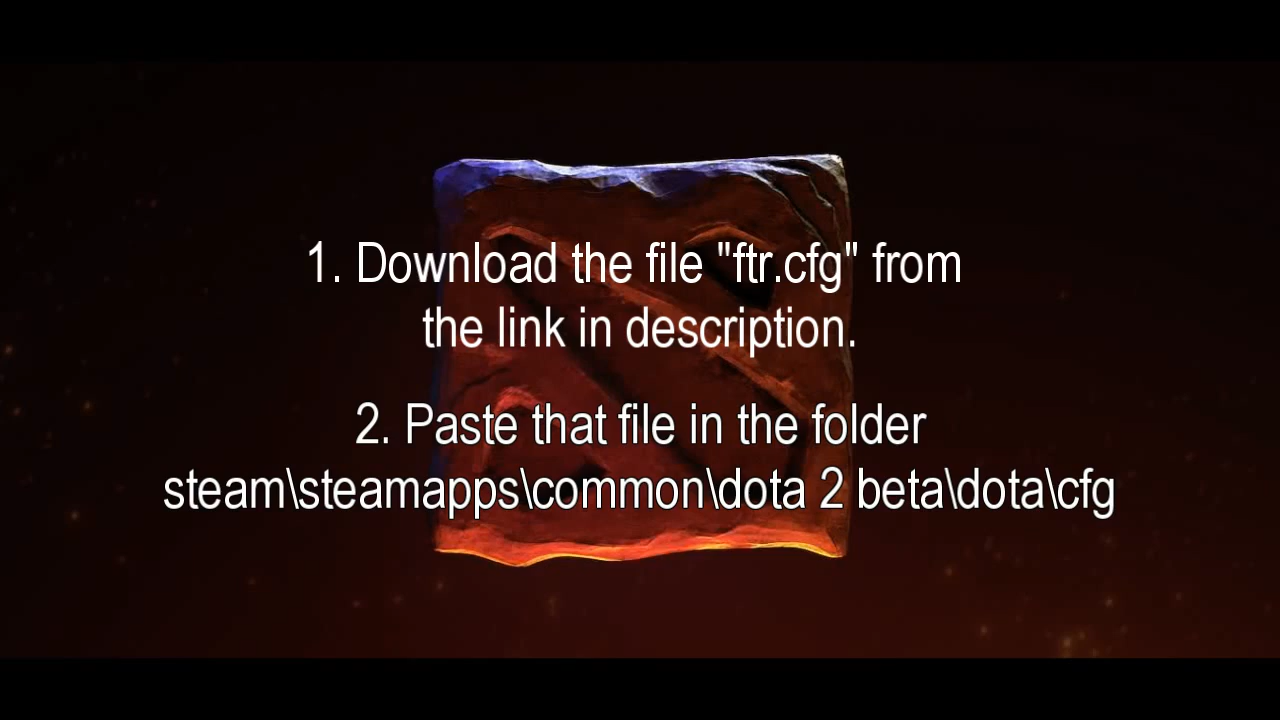 1. Download the file "ftr.cfg" from
the link in description.
2. Paste that file in the folder
steam\steamapps\common\dota 2 beta\dota\cfg